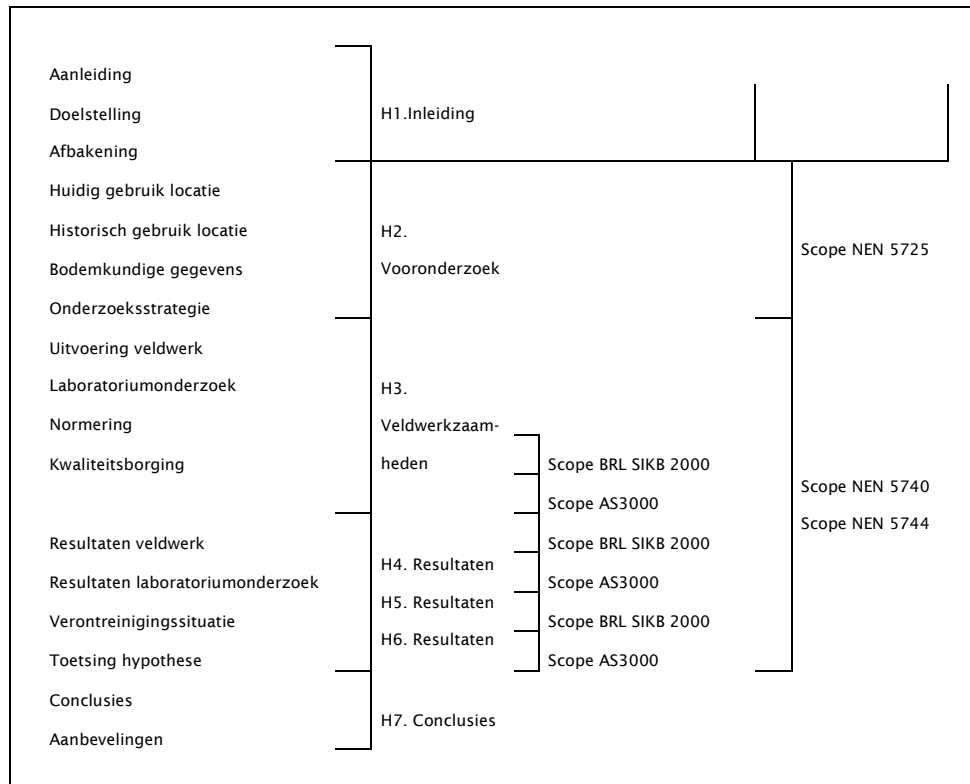 Aanleiding
Doelstelling
Afbakening
Huidig gebruik locatie
Historisch gebruik locatie
Bodemkundige gegevens
Onderzoeksstrategie
Uitvoering veldwerk
Laboratoriumonderzoek
Normering
Kwaliteitsborging
Resultaten veldwerk
Resultaten laboratoriumonderzoek
Verontreinigingssituatie
Toetsing hypothese
Conclusies
Aanbevelingen
H1.Inleiding
H2.
Vooronderzoek
H3.
Veldwerkzaam-
heden
H4. Resultaten
H5. Resultaten
H6. Resultaten
H7. Conclusies
Scope BRL SIKB 2000
Scope AS3000
Scope BRL SIKB 2000
Scope AS3000
Scope BRL SIKB 2000
Scope AS3000
Scope NEN 5725
Scope NEN 5740
Scope NEN 5744